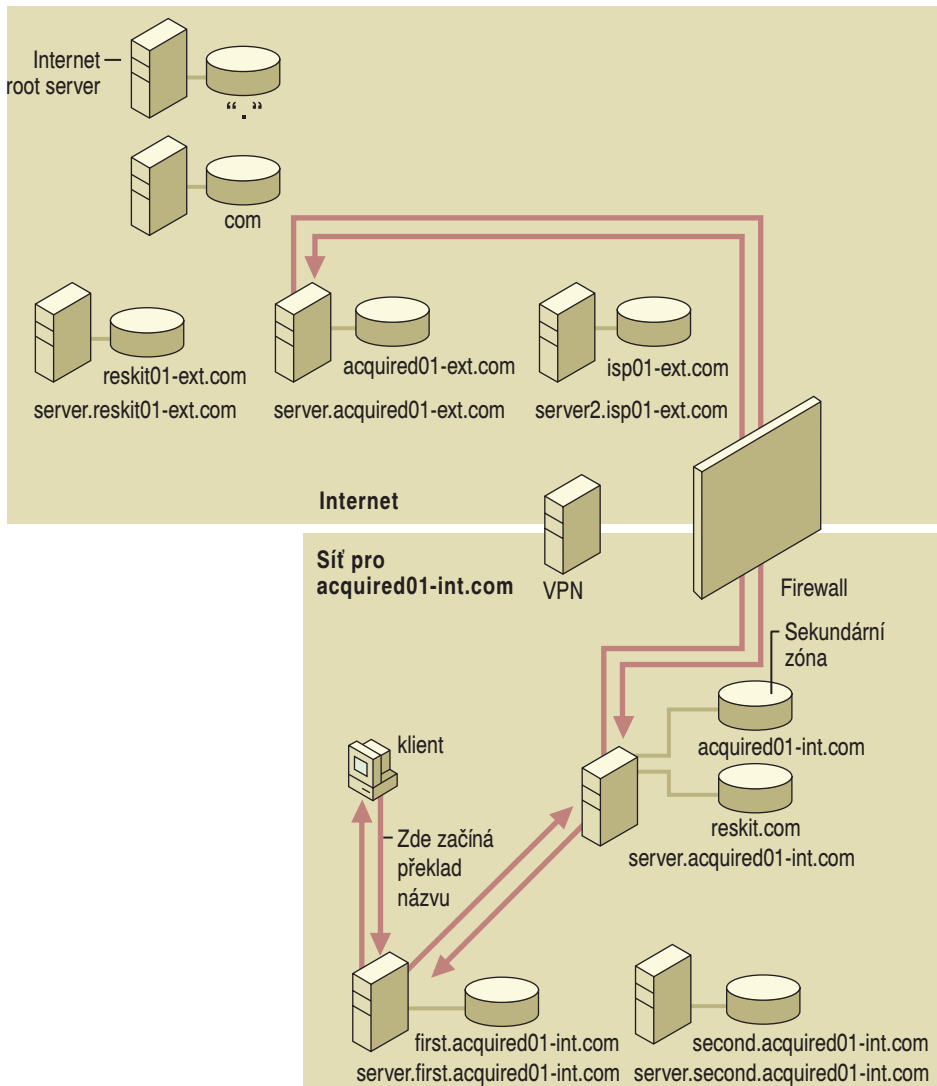 Internet
root server
“.”
com
reskit01-ext.com
server.reskit01-ext.com
acquired01-ext.com
server.acquired01-ext.com
isp01-ext.com
server2.isp01-ext.com
Internet
Síť pro
acquired01-int.com
VPN
Firewall
Sekundární
zóna
acquired01-int.com
reskit.com
server.acquired01-int.com
klient
Zde začíná
překlad
názvu
first.acquired01-int.com
server.first.acquired01-int.com
second.acquired01-int.com
server.second.acquired01-int.com